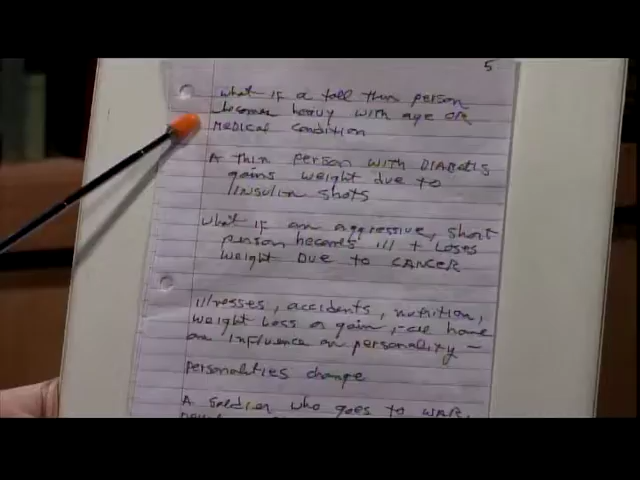 5
what if a tall thin person
becomes heavy with age or
MEDICAL condition
A thin person with DIABETIS
gains weight due to
insulin shots
what if an aggressive, short
person becomes ill + Loses
weight DUE to CANCER
illnesses, accidents, nutrition,
weight loss or gain, - all have
an influence on personality -
personalities change
A soldier who goes to WAR,